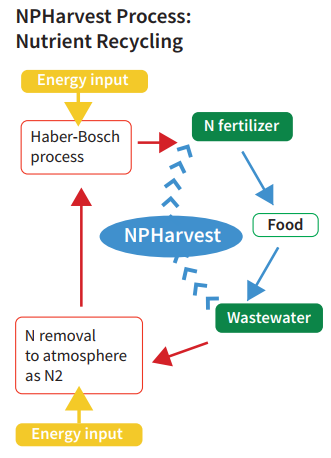 NPHarvest Process:
Nutrient Recycling
Energy input
Haber-Bosch
process
N fertilizer
Food
NPHarvest
Wastewater
N removal
to atmosphere
as N2
Energy input